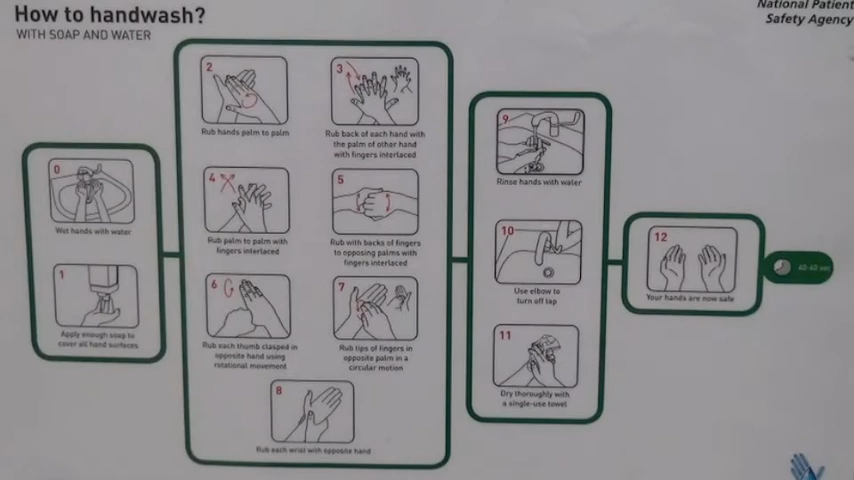 How to handwash?
WITH SOAP AND WATER
National Patient
Safety Agency
0
Wet hands with water
1
Apply enough soap to
cover all hand surfaces
2
Rub hands palm to palm
3
Rub back of each hand with
the palm of other hand
with fingers interlaced
4
Rub palm to palm with
fingers interlaced
5
Rub with backs of fingers
to opposing palms with
fingers interlaced
6
Rub each thumb clasped in
opposite hand using
rotational movement
7
Rub tips of fingers in
opposite palm in a
circular motion
8
Rub each wrist with opposite hand
9
Rinse hands with water
10
Use elbow to
turn off tap
11
Dry thoroughly with
a single-use towel
12
Your hands are now safe
40-60 sec